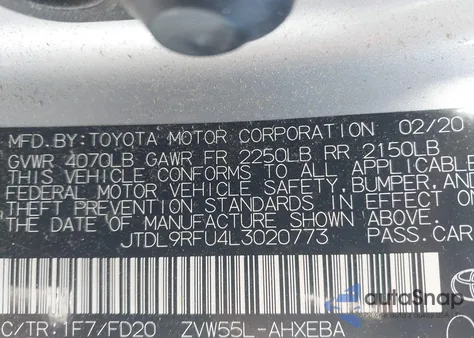 MFD.BY:TOYOTA MOTOR CORPORATION 02/20
GVWR 4070LB GAWR FR 2250LB RR 2150LB
THIS VEHICLE CONFORMS TO ALL APPLICABLE
FEDERAL MOTOR VEHICLE SAFETY, BUMPER, AND
THEFT PREVENTION STANDARDS IN EFFECT ON
THE DATE OF MANUFACTURE SHOWN ABOVE.
JTDL9RFU4L3020773 PASS.CAR
autoSnap
C/TR:1F7/FD20 ZVW55L-AHXEBA